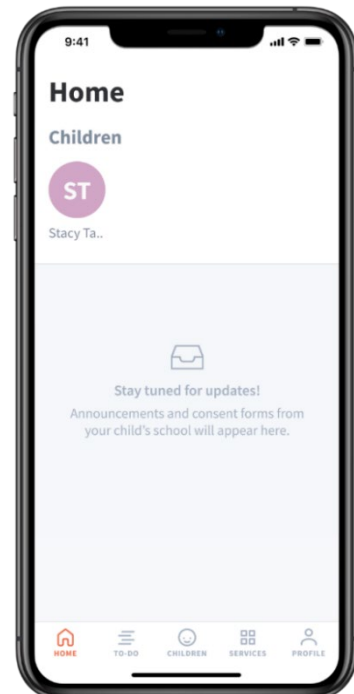 9:41
Home
Children
ST
Stacy Ta..
Stay tuned for updates!
Announcements and consent forms from
your child's school will appear here.
HOME TO-DO CHILDREN SERVICES PROFILE